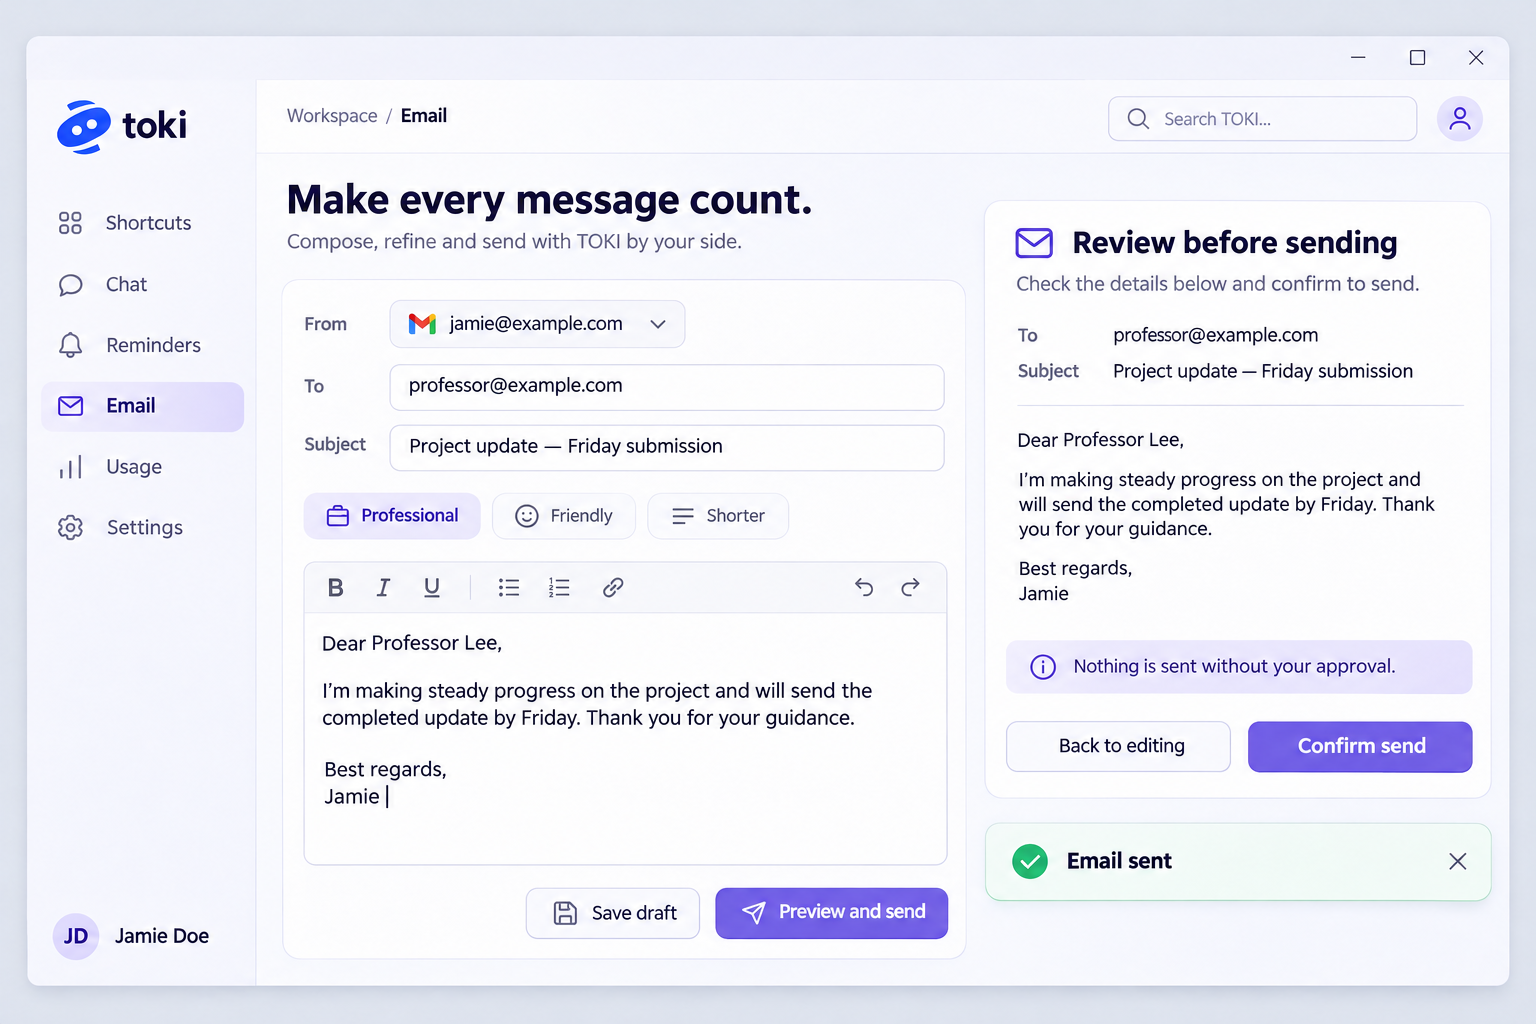 toki
Shortcuts
Chat
Reminders
Email
Usage
Settings
JD
Jamie Doe
Workspace / Email
Search TOKI...
Make every message count.
Compose, refine and send with TOKI by your side.
From
jamie@example.com
To
professor@example.com
Subject
Project update — Friday submission
Professional
Friendly
Shorter
B I U
Dear Professor Lee,
I'm making steady progress on the project and will send the
completed update by Friday. Thank you for your guidance.
Best regards,
Jamie
Save draft
Preview and send
Review before sending
Check the details below and confirm to send.
To
professor@example.com
Subject
Project update — Friday submission
Dear Professor Lee,
I'm making steady progress on the project and
will send the completed update by Friday. Thank
you for your guidance.
Best regards,
Jamie
Nothing is sent without your approval.
Back to editing
Confirm send
Email sent